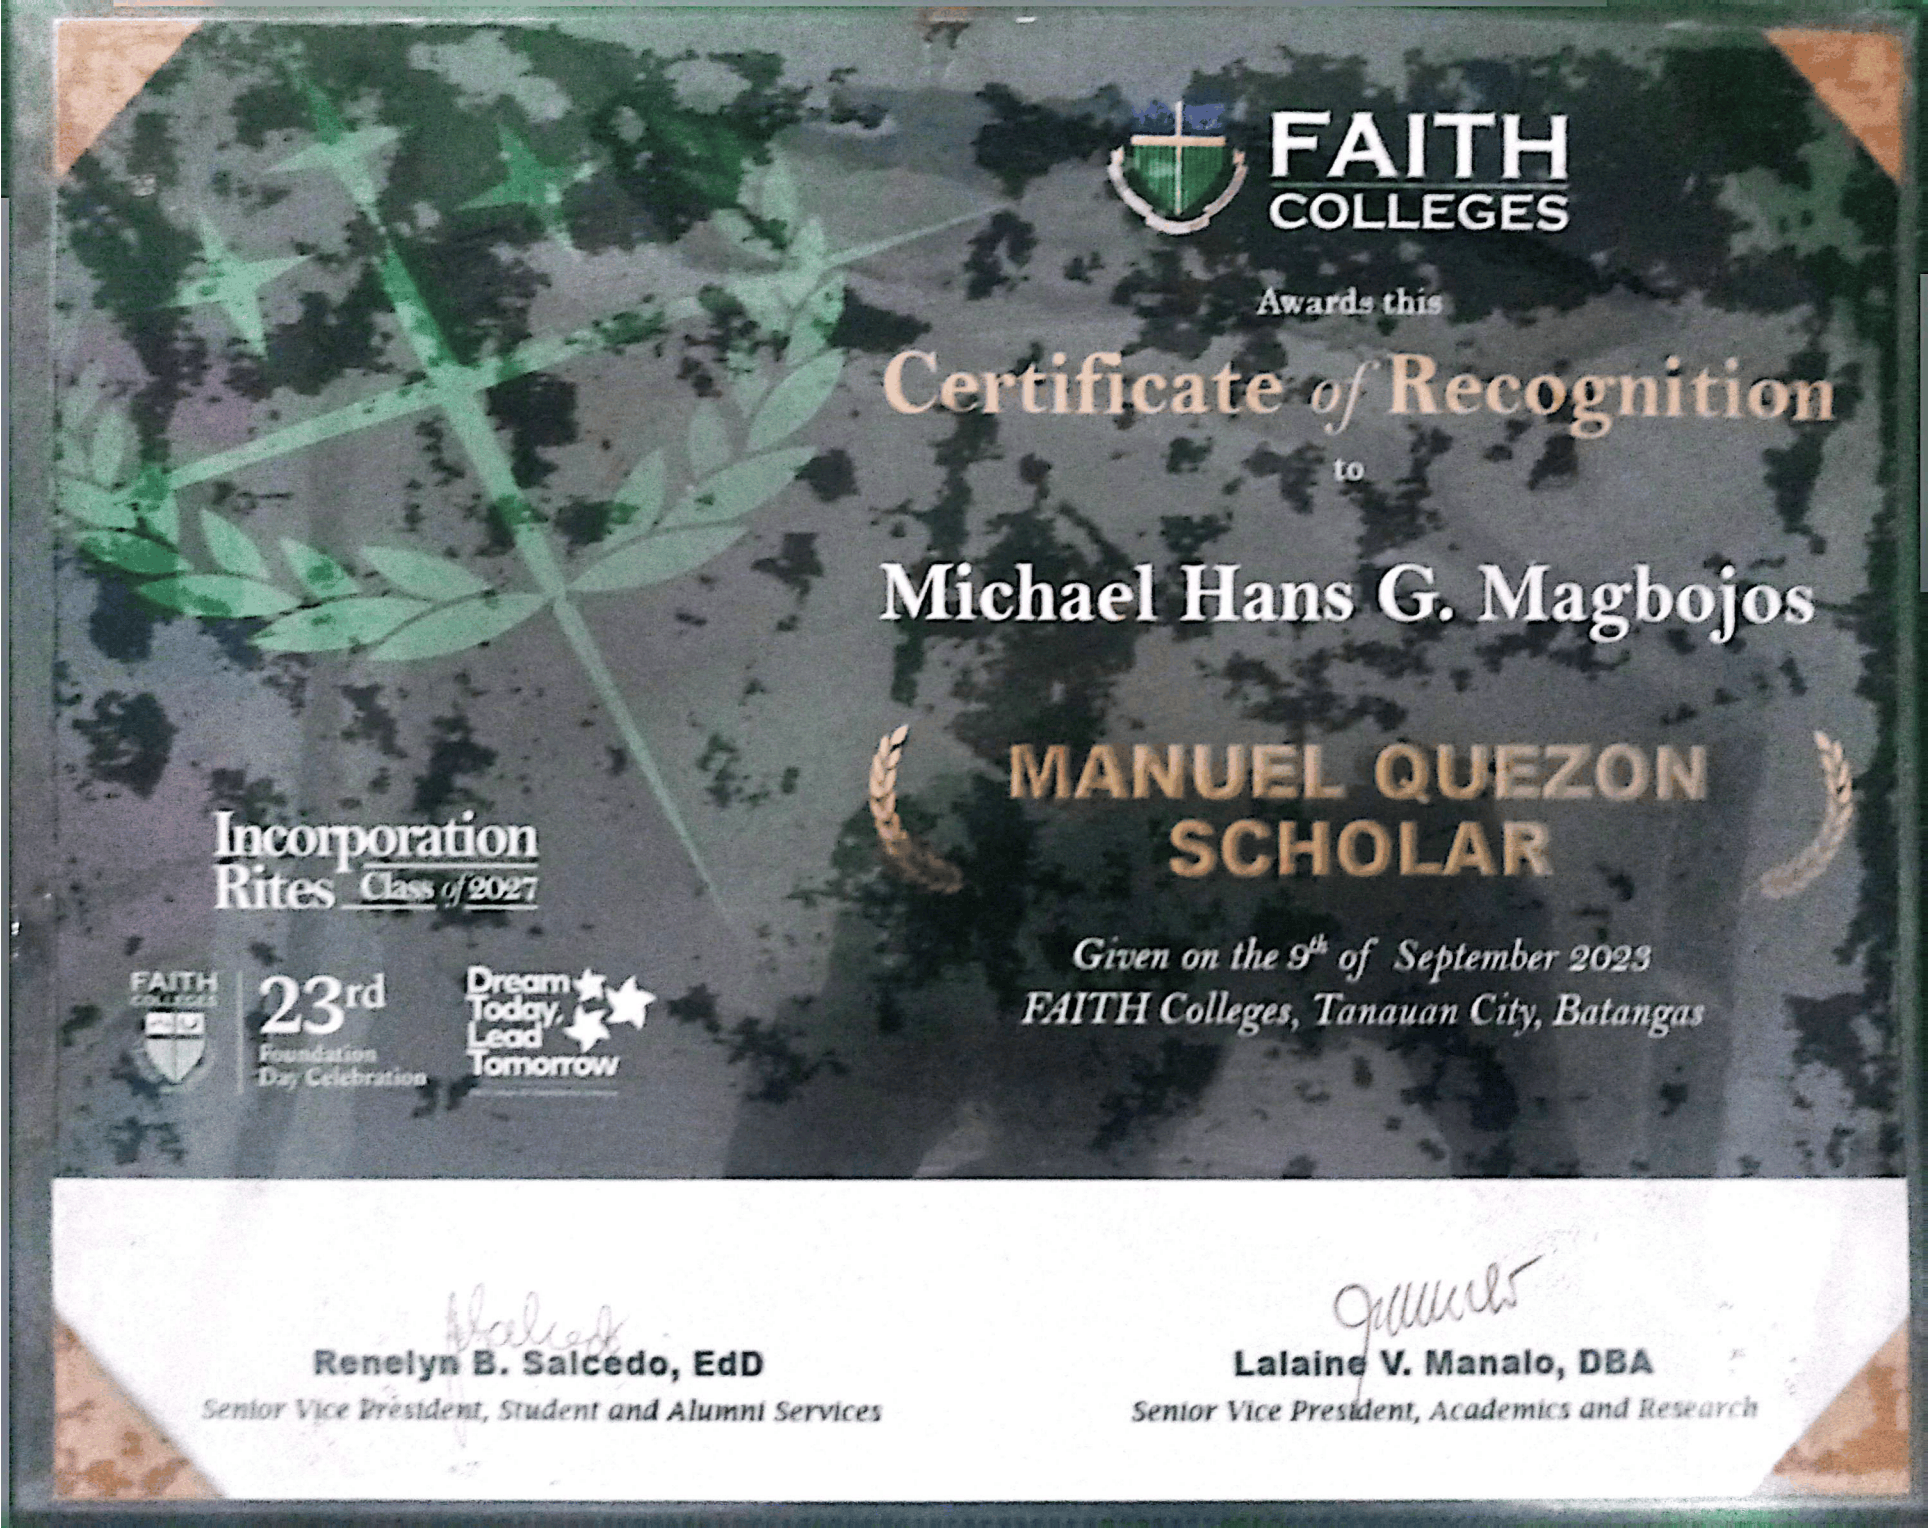 FAITH
COLLEGES
Awards this
Certificate of Recognition
to
Michael Hans G. Magbojos
MANUEL QUEZON
SCHOLAR
Given on the 9th of September 2023
FAITH Colleges, Tanauan City, Batangas
Incorporation
Rites Class of 2027
FAITH
COLLEGES
23rd
Foundation
Day Celebration
Dream
Today,
Lead
Tomorrow
Renelyn B. Salcedo, EdD
Senior Vice President, Student and Alumni Services
Lalaine V. Manalo, DBA
Senior Vice President, Academics and Research